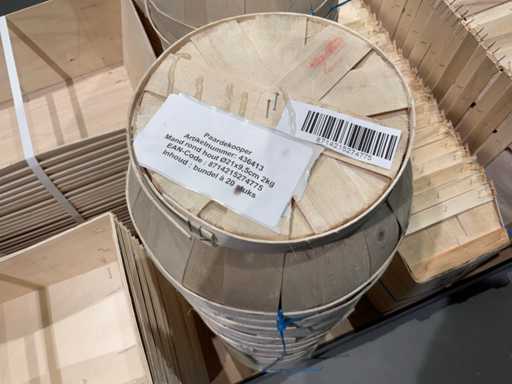 Paardekooper
Artikelnummer: 436413
Mand rond hout Ø21x9,5cm 2kg
EAN-Code : 8714215274775
Inhoud : bundel à 20 stuks
8714215274775